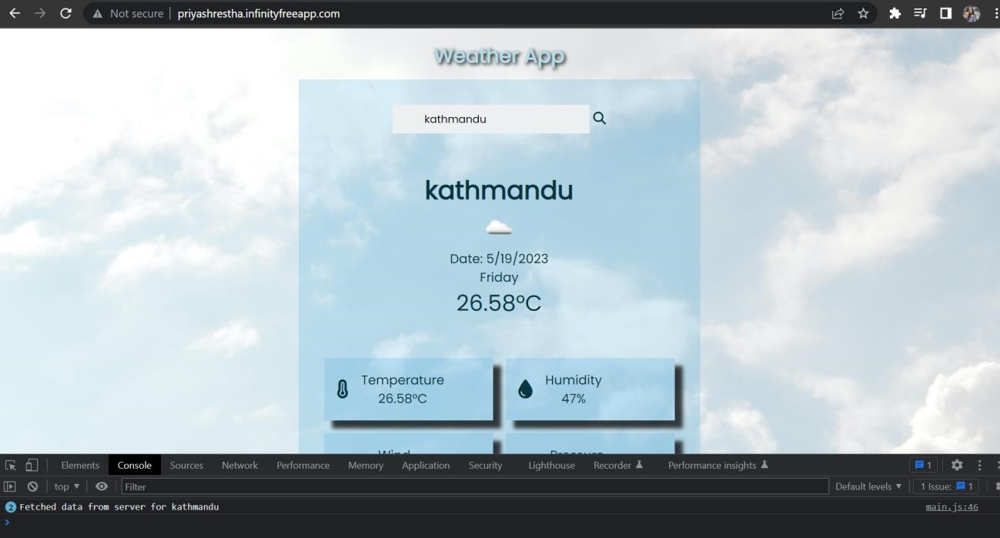 Not secure priyashrestha.infinityfreeapp.com
Weather App
kathmandu
kathmandu
Date: 5/19/2023
Friday
26.58°C
Temperature Humidity
26.58°C 47%
Wind Pressure
Elements Console Sources Network Performance Memory Application Security Lighthouse Recorder Performance insights 1
top Filter Default levels 1 Issue: 1
2 Fetched data from server for kathmandu main.js:46